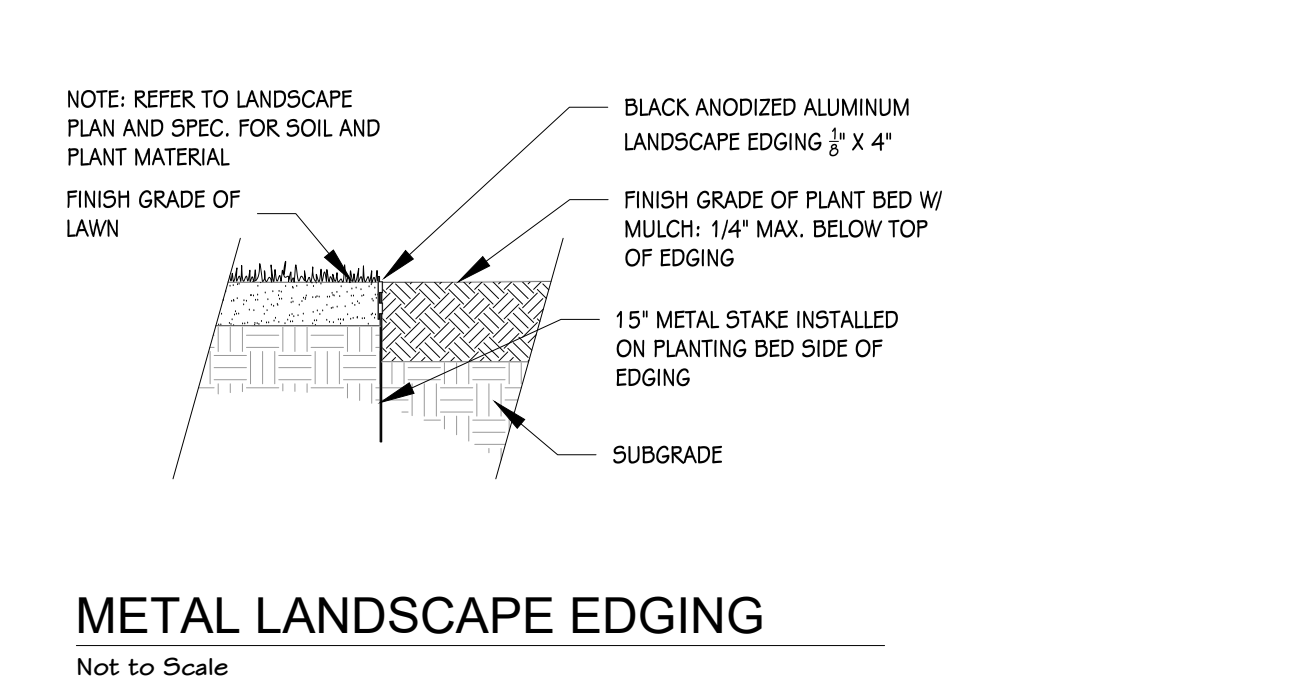 NOTE: REFER TO LANDSCAPE
PLAN AND SPEC. FOR SOIL AND
PLANT MATERIAL
FINISH GRADE OF
LAWN
BLACK ANODIZED ALUMINUM
LANDSCAPE EDGING 1/8" X 4"
FINISH GRADE OF PLANT BED W/
MULCH: 1/4" MAX. BELOW TOP
OF EDGING
15" METAL STAKE INSTALLED
ON PLANTING BED SIDE OF
EDGING
SUBGRADE
METAL LANDSCAPE EDGING
Not to Scale